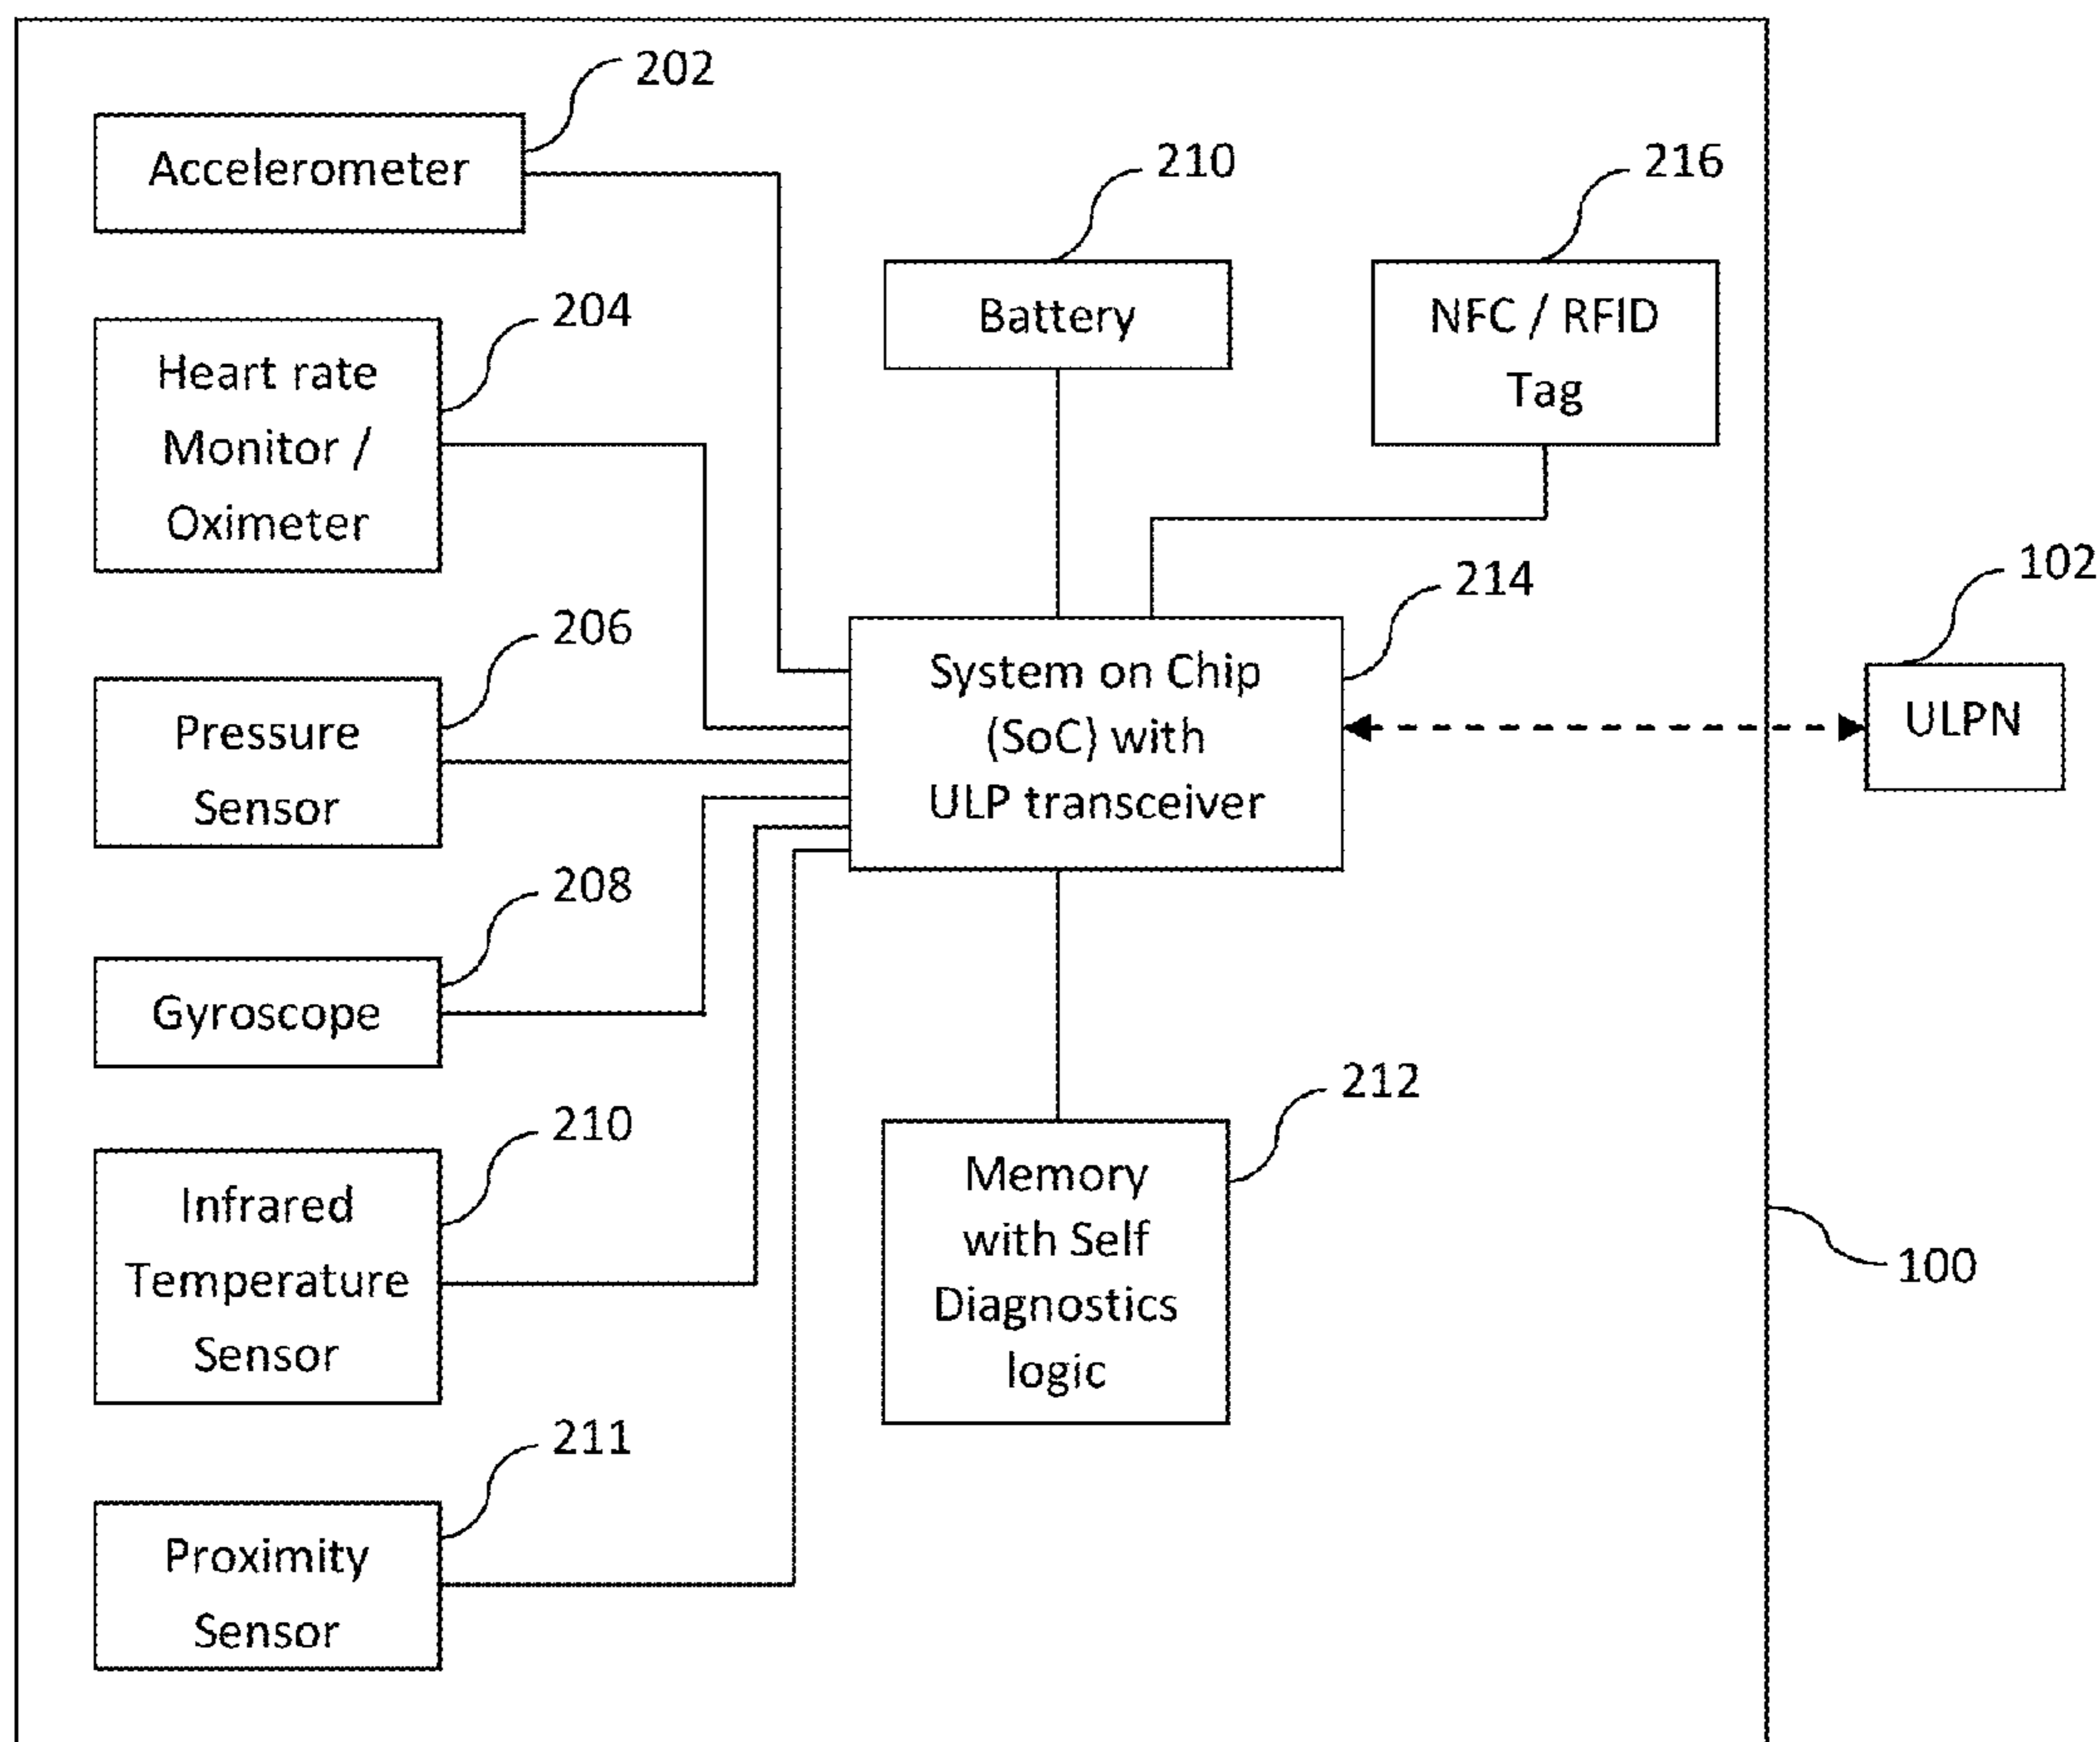 202
Accelerometer
204
Heart rate
Monitor /
Oximeter
206
Pressure
Sensor
208
Gyroscope
210
Infrared
Temperature
Sensor
211
Proximity
Sensor
210
Battery
216
NFC / RFID
Tag
214
System on Chip
(SoC) with
ULP transceiver
212
Memory
with Self
Diagnostics
logic
102
ULPN
100